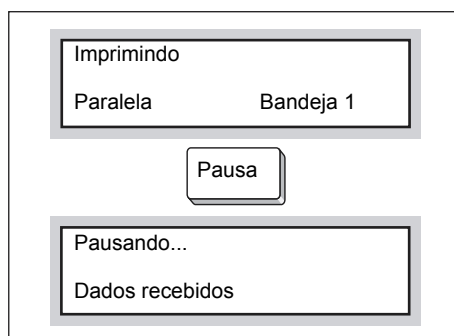 Imprimindo
Paralela Bandeja 1
Pausa
Pausando...
Dados recebidos